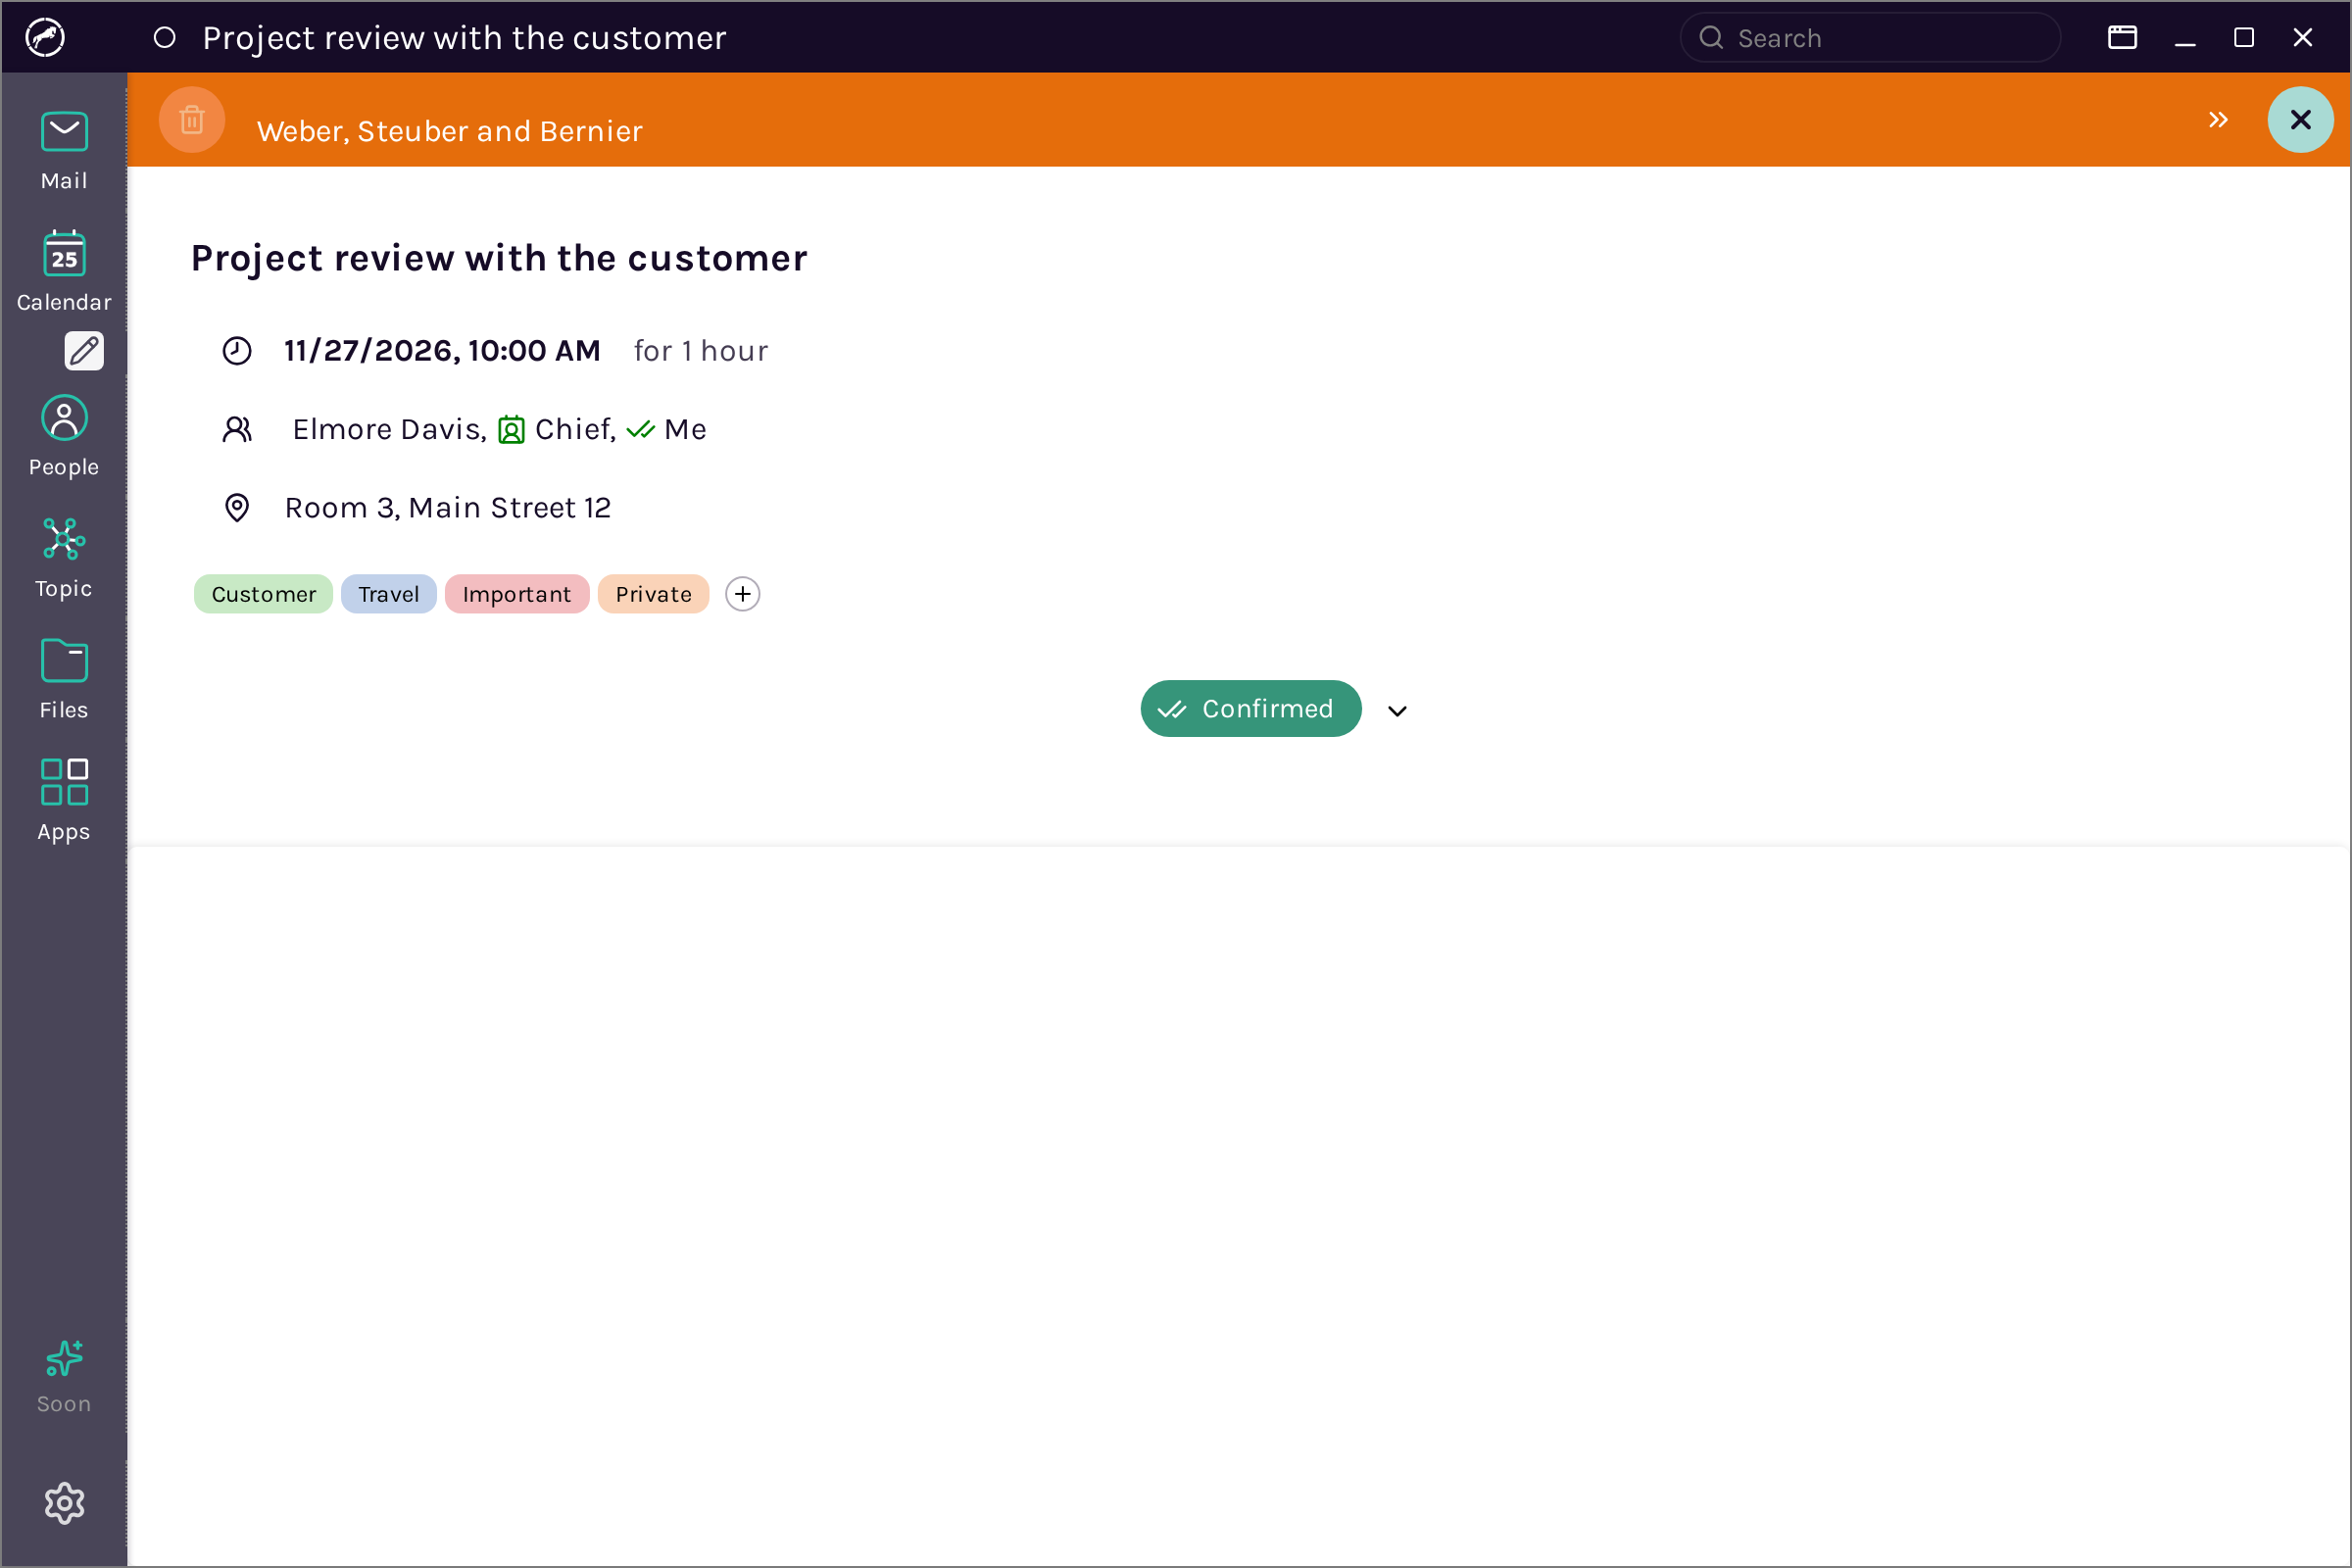 Project review with the customer
Search
Mail
25
Calendar
People
Topic
Files
Apps
Soon
Weber, Steuber and Bernier
Project review with the customer
11/27/2026, 10:00 AM for 1 hour
Elmore Davis, Chief, Me
Room 3, Main Street 12
Customer Travel Important Private
Confirmed